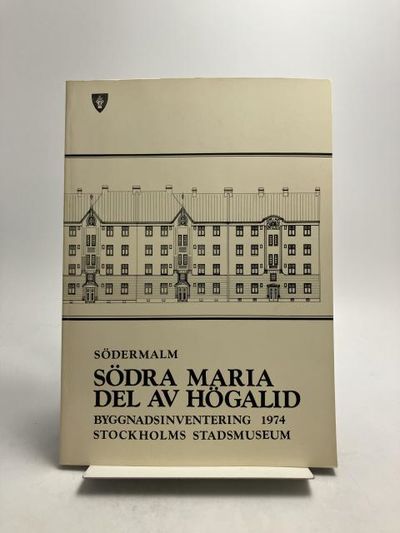 SÖDERMALM
SÖDRA MARIA
DEL AV HÖGALID
BYGGNADSINVENTERING 1974
STOCKHOLMS STADSMUSEUM